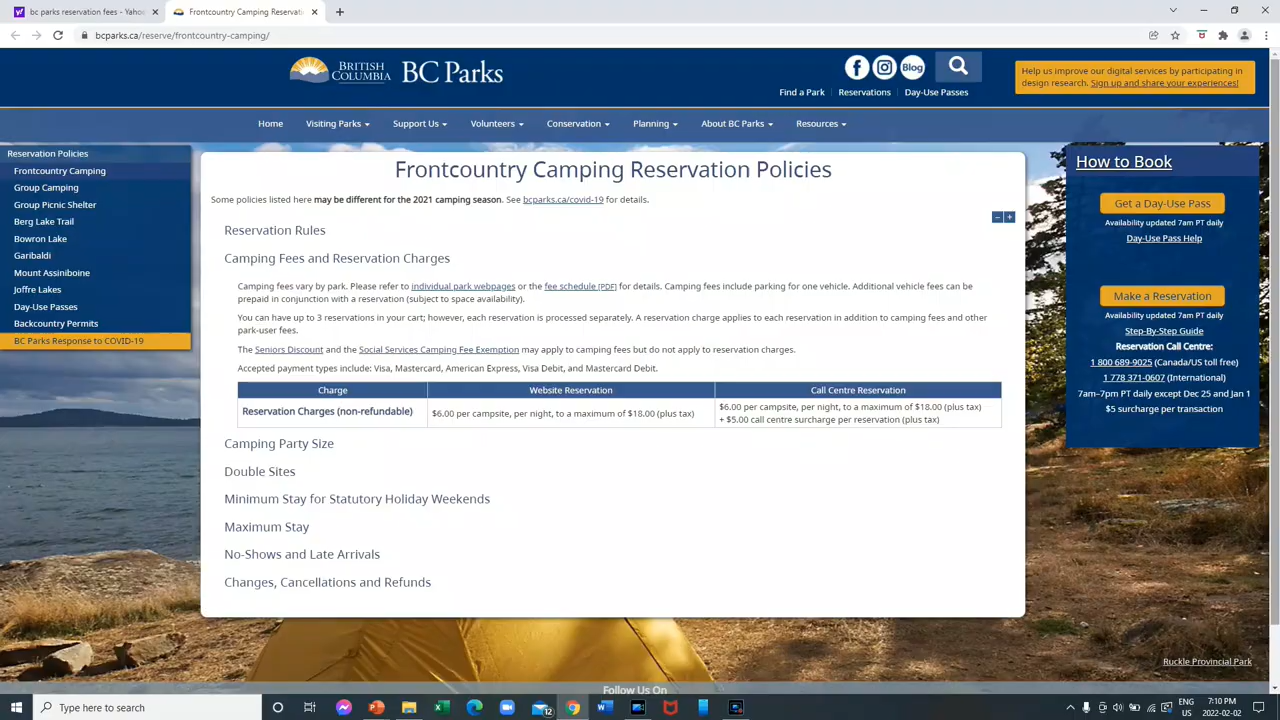 bc parks reservation fees - Yahoo
Frontcountry Camping Reservati
bcparks.ca/reserve/frontcountry-camping/
BRITISH
COLUMBIA
BC Parks
Blog
Find a Park
Reservations
Day-Use Passes
Help us improve our digital services by participating in
design research. Sign up and share your experiences!
Home
Visiting Parks
Support Us
Volunteers
Conservation
Planning
About BC Parks
Resources
Reservation Policies
Frontcountry Camping
Group Camping
Group Picnic Shelter
Berg Lake Trail
Bowron Lake
Garibaldi
Mount Assiniboine
Joffre Lakes
Day-Use Passes
Backcountry Permits
BC Parks Response to COVID-19
Frontcountry Camping Reservation Policies
Some policies listed here may be different for the 2021 camping season. See bcparks.ca/covid-19 for details.
Reservation Rules
Camping Fees and Reservation Charges
Camping fees vary by park. Please refer to individual park webpages or the fee schedule [PDF] for details. Camping fees include parking for one vehicle. Additional vehicle fees can be
prepaid in conjunction with a reservation (subject to space availability).
You can have up to 3 reservations in your cart; however, each reservation is processed separately. A reservation charge applies to each reservation in addition to camping fees and other
park-user fees.
The Seniors Discount and the Social Services Camping Fee Exemption may apply to camping fees but do not apply to reservation charges.
Accepted payment types include: Visa, Mastercard, American Express, Visa Debit, and Mastercard Debit.
Charge
Website Reservation
Call Centre Reservation
Reservation Charges (non-refundable)
$6.00 per campsite, per night, to a maximum of $18.00 (plus tax)
$6.00 per campsite, per night, to a maximum of $18.00 (plus tax)
+ $5.00 call centre surcharge per reservation (plus tax)
Camping Party Size
Double Sites
Minimum Stay for Statutory Holiday Weekends
Maximum Stay
No-Shows and Late Arrivals
Changes, Cancellations and Refunds
How to Book
Get a Day-Use Pass
Availability updated 7am PT daily
Day-Use Pass Help
Make a Reservation
Availability updated 7am PT daily
Step-By-Step Guide
Reservation Call Centre:
1 800 689-9025 (Canada/US toll free)
1 778 371-0607 (International)
7am–7pm PT daily except Dec 25 and Jan 1
$5 surcharge per transaction
Ruckle Provincial Park
Follow Us On
Type here to search
12
ENG
US
7:10 PM
2022-02-02